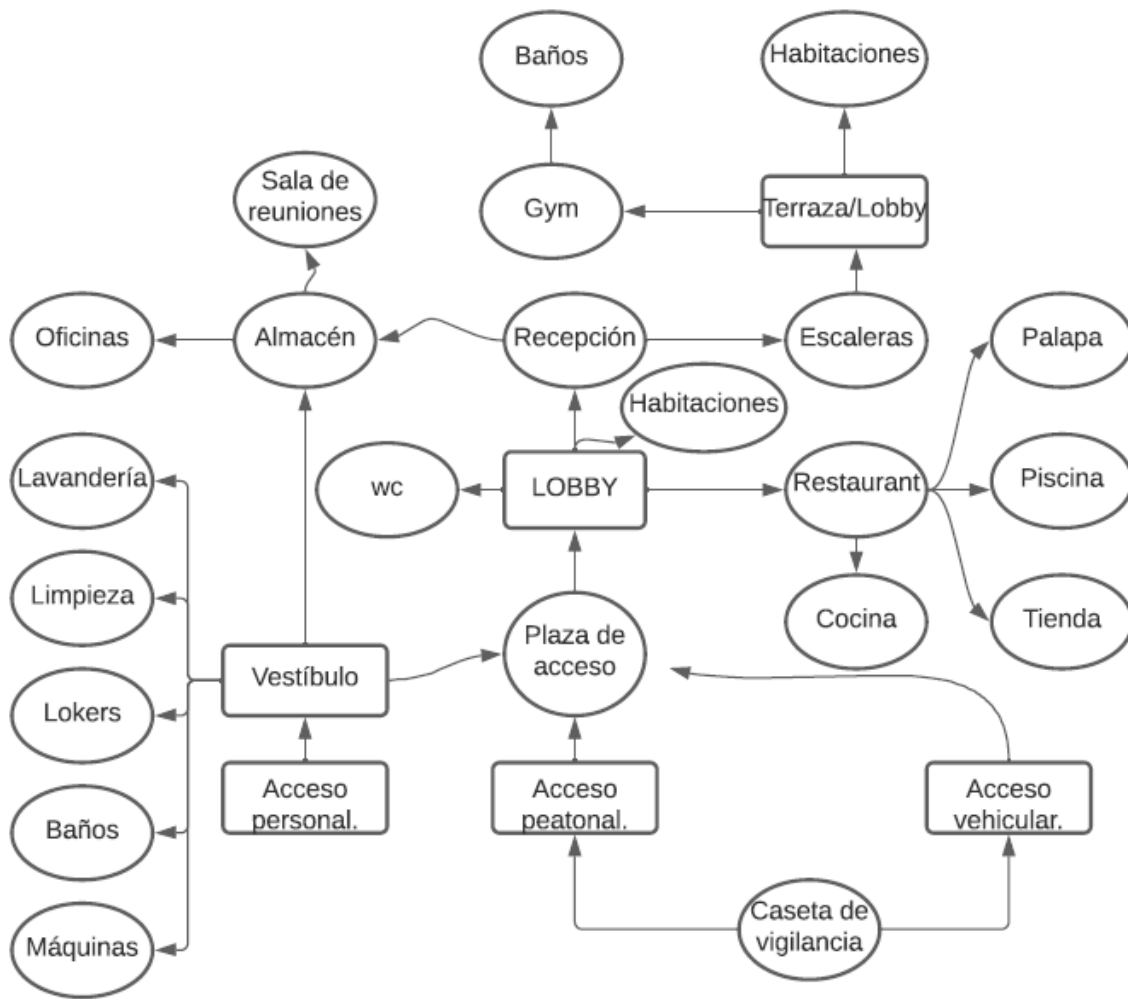 Baños
Habitaciones
Sala de
reuniones
Gym
Terraza/Lobby
Oficinas
Almacén
Recepción
Escaleras
Palapa
Habitaciones
Lavandería
wc
LOBBY
Restaurant
Piscina
Limpieza
Cocina
Tienda
Plaza de
acceso
Vestíbulo
Lokers
Acceso
personal.
Acceso
peatonal.
Acceso
vehicular.
Baños
Caseta de
vigilancia
Máquinas